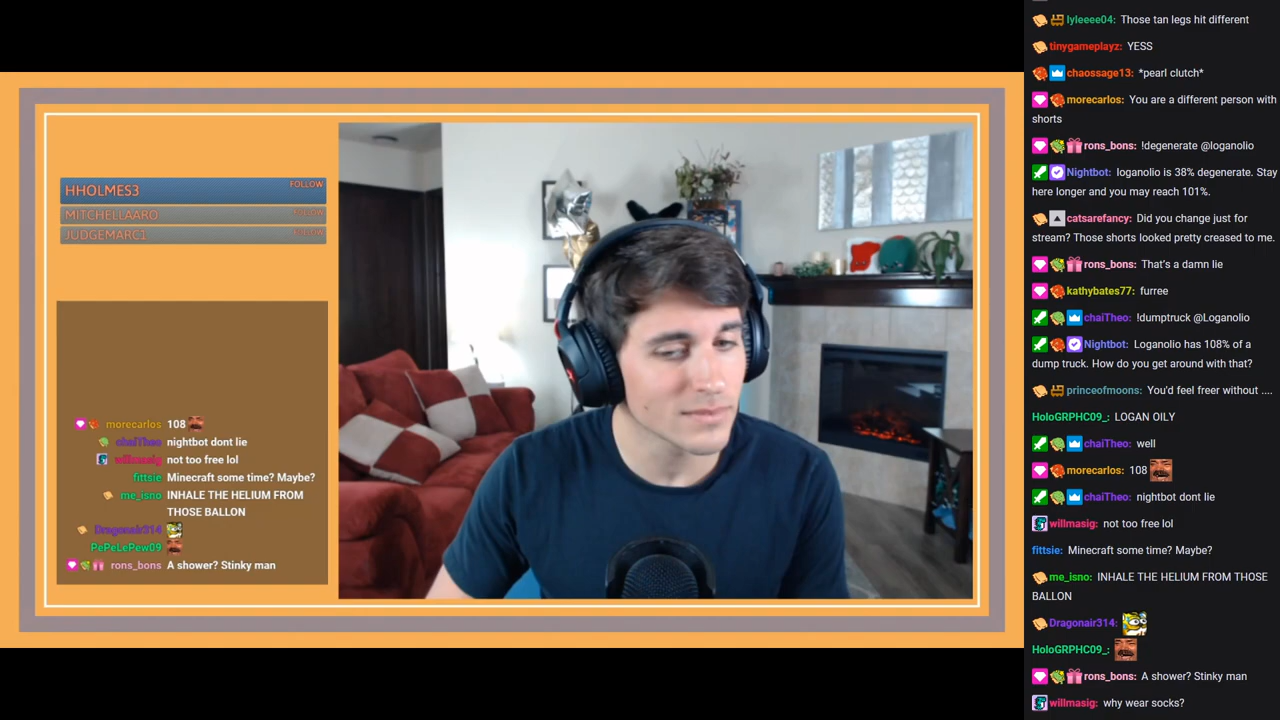 HHOLMES3 FOLLOW
MITCHELLAARO FOLLOW
JUDGEMARC1 FOLLOW
morecarlos 108
chaiTheo nightbot dont lie
willmasig not too free lol
fittsie Minecraft some time? Maybe?
me_isno INHALE THE HELIUM FROM
THOSE BALLON
Dragonair314
PePeLePew09
rons_bons A shower? Stinky man
lyleeee04: Those tan legs hit different
tinygameplayz: YESS
chaossage13: *pearl clutch*
morecarlos: You are a different person with
shorts
rons_bons: !degenerate @loganolio
Nightbot: loganolio is 38% degenerate. Stay
here longer and you may reach 101%.
catsarefancy: Did you change just for
stream? Those shorts looked pretty creased to me.
rons_bons: That's a damn lie
kathybates77: furree
chaiTheo: !dumptruck @Loganolio
Nightbot: Loganolio has 108% of a
dump truck. How do you get around with that?
princeofmoons: You'd feel freer without ....
HoloGRPHC09_: LOGAN OILY
chaiTheo: well
morecarlos: 108
chaiTheo: nightbot dont lie
willmasig: not too free lol
fittsie: Minecraft some time? Maybe?
me_isno: INHALE THE HELIUM FROM THOSE
BALLON
Dragonair314:
HoloGRPHC09_:
rons_bons: A shower? Stinky man
willmasig: why wear socks?